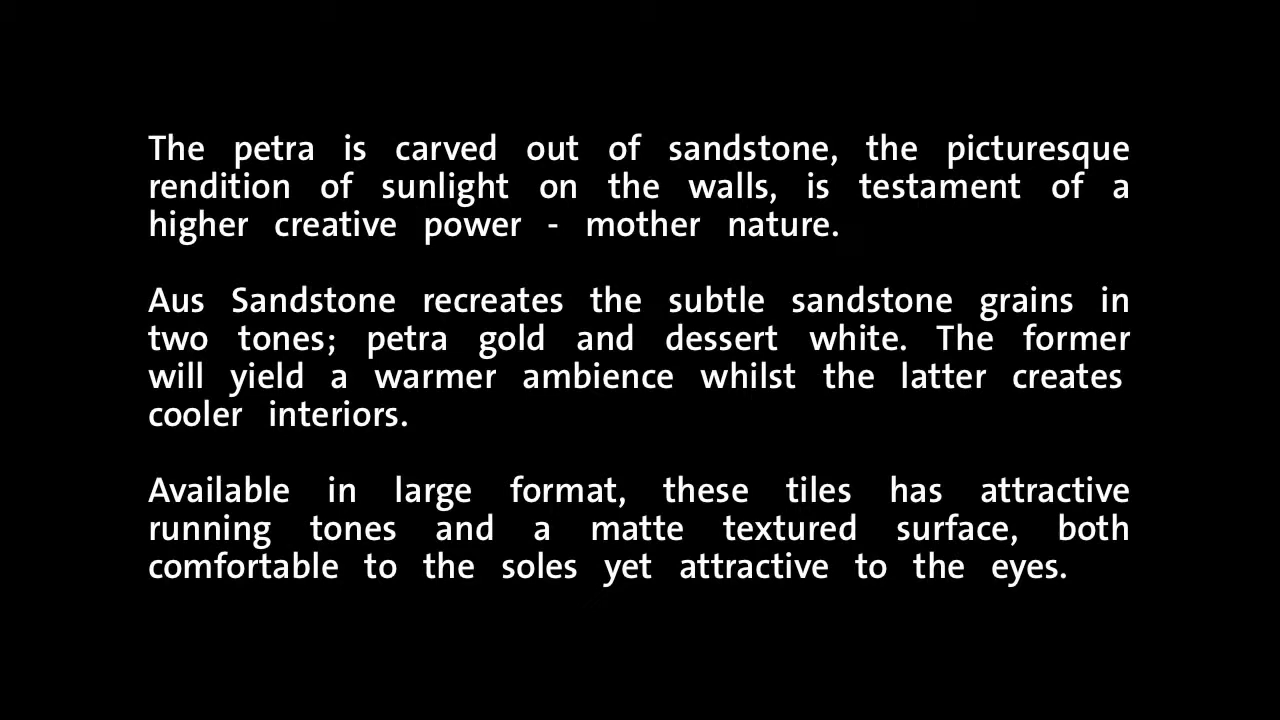 The petra is carved out of sandstone, the picturesque
rendition of sunlight on the walls, is testament of a
higher creative power - mother nature.
Aus Sandstone recreates the subtle sandstone grains in
two tones; petra gold and dessert white. The former
will yield a warmer ambience whilst the latter creates
cooler interiors.
Available in large format, these tiles has attractive
running tones and a matte textured surface, both
comfortable to the soles yet attractive to the eyes.